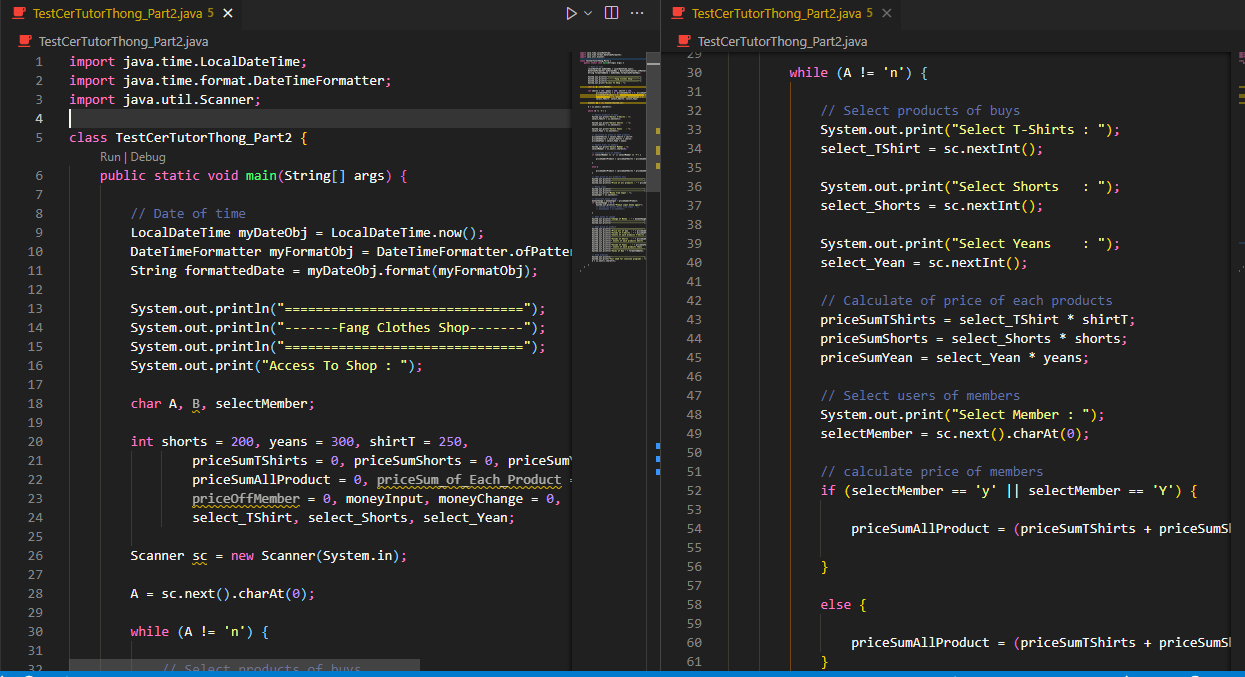 TestCerTutorThong_Part2.java 5
TestCerTutorThong_Part2.java
1 import java.time.LocalDateTime;
2 import java.time.format.DateTimeFormatter;
3 import java.util.Scanner;
4
5 class TestCerTutorThong_Part2 {
Run | Debug
6 public static void main(String[] args) {
7
8 // Date of time
9 LocalDateTime myDateObj = LocalDateTime.now();
10 DateTimeFormatter myFormatObj = DateTimeFormatter.ofPatter
11 String formattedDate = myDateObj.format(myFormatObj);
12
13 System.out.println("===============================");
14 System.out.println("-------Fang Clothes Shop-------");
15 System.out.println("===============================");
16 System.out.print("Access To Shop : ");
17
18 char A, B, selectMember;
19
20 int shorts = 200, yeans = 300, shirtT = 250,
21 priceSumTShirts = 0, priceSumShorts = 0, priceSumY
22 priceSumAllProduct = 0, priceSum_of_Each_Product =
23 priceOffMember = 0, moneyInput, moneyChange = 0,
24 select_TShirt, select_Shorts, select_Yean;
25
26 Scanner sc = new Scanner(System.in);
27
28 A = sc.next().charAt(0);
29
30 while (A != 'n') {
31
32 // Select products of buys
TestCerTutorThong_Part2.java 5
TestCerTutorThong_Part2.java
29
30 while (A != 'n') {
31
32 // Select products of buys
33 System.out.print("Select T-Shirts : ");
34 select_TShirt = sc.nextInt();
35
36 System.out.print("Select Shorts   : ");
37 select_Shorts = sc.nextInt();
38
39 System.out.print("Select Yeans    : ");
40 select_Yean = sc.nextInt();
41
42 // Calculate of price of each products
43 priceSumTShirts = select_TShirt * shirtT;
44 priceSumShorts = select_Shorts * shorts;
45 priceSumYean = select_Yean * yeans;
46
47 // Select users of members
48 System.out.print("Select Member : ");
49 selectMember = sc.next().charAt(0);
50
51 // calculate price of members
52 if (selectMember == 'y' || selectMember == 'Y') {
53
54 priceSumAllProduct = (priceSumTShirts + priceSumSh
55
56 }
57
58 else {
59
60 priceSumAllProduct = (priceSumTShirts + priceSumSh
61 }